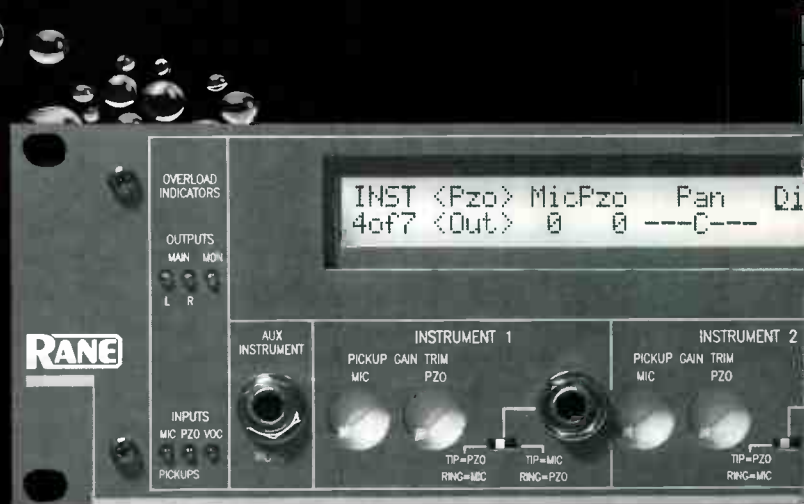 OVERLOAD
INDICATORS
OUTPUTS
MAIN MON
L R
INST <Pzo> MicPzo Pan Di
4of7 <Out> 0 0 ---C---
RANE
AUX
INSTRUMENT
INSTRUMENT 1
PICKUP GAIN TRIM
MIC PZO
TIP=PZO TIP=MIC
RING=MIC RING=PZO
INSTRUMENT 2
PICKUP GAIN TRIM
MIC PZO
TIP=PZO
RING=MIC
INPUTS
MIC PZO VOC
PICKUPS